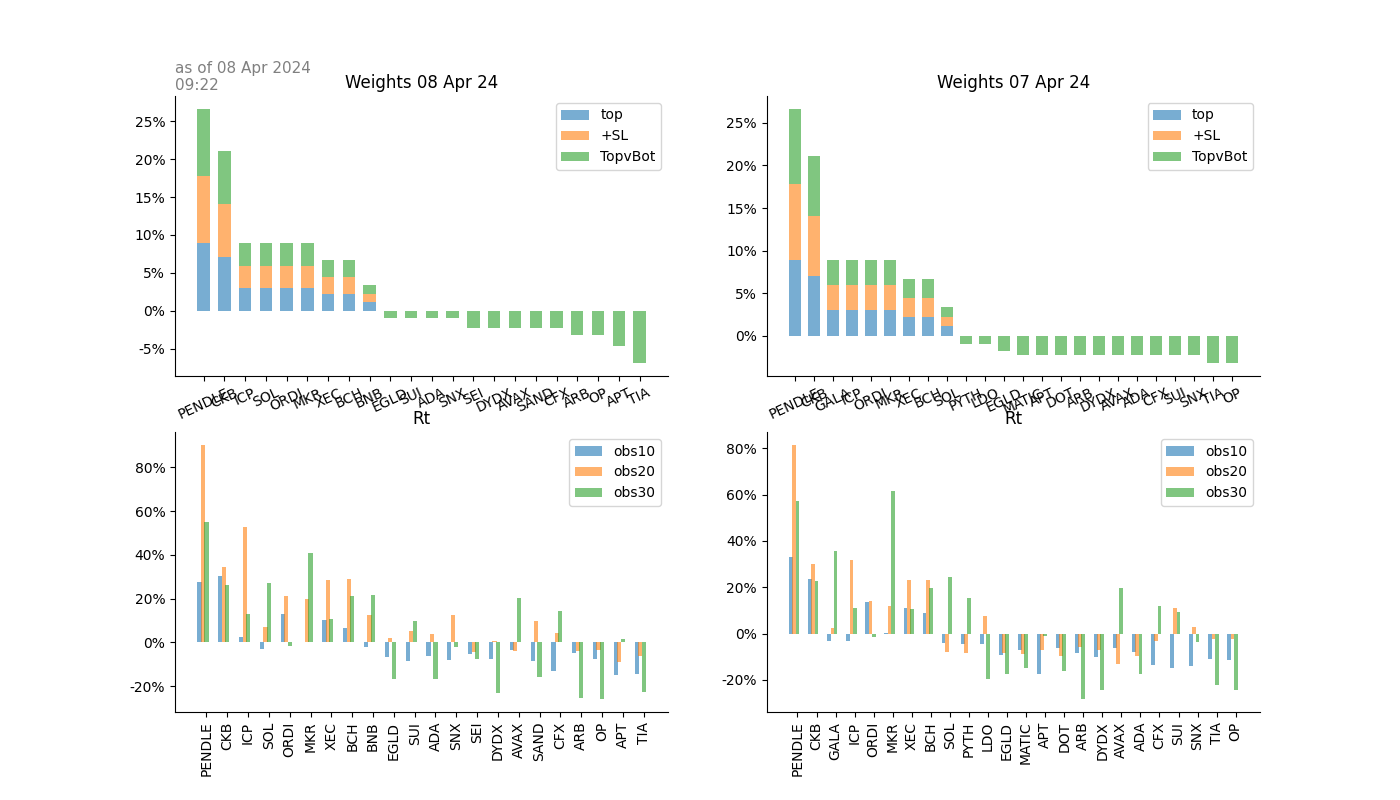 as of 08 Apr 2024
09:22
Weights 08 Apr 24
25%
20%
15%
10%
5%
0%
-5%
top
+SL
TopvBot
PENDLE CKB ICP SOL ORDI MKR XEC BCH BNB EGLD SUI ADA SNX SEI DYDX AVAX SAND CFX ARB OP APT TIA
Weights 07 Apr 24
25%
20%
15%
10%
5%
0%
top
+SL
TopvBot
PENDLE CKB GALA ICP ORDI MKR XEC BCH SOL PYTH LDO EGLD MATIC APT DOT ARB DYDX AVAX ADA CFX SUI SNX TIA OP
Rt
80%
60%
40%
20%
0%
-20%
obs10
obs20
obs30
PENDLE CKB ICP SOL ORDI MKR XEC BCH BNB EGLD SUI ADA SNX SEI DYDX AVAX SAND CFX ARB OP APT TIA
Rt
80%
60%
40%
20%
0%
-20%
obs10
obs20
obs30
PENDLE CKB GALA ICP ORDI MKR XEC BCH SOL PYTH LDO EGLD MATIC APT DOT ARB DYDX AVAX ADA CFX SUI SNX TIA OP